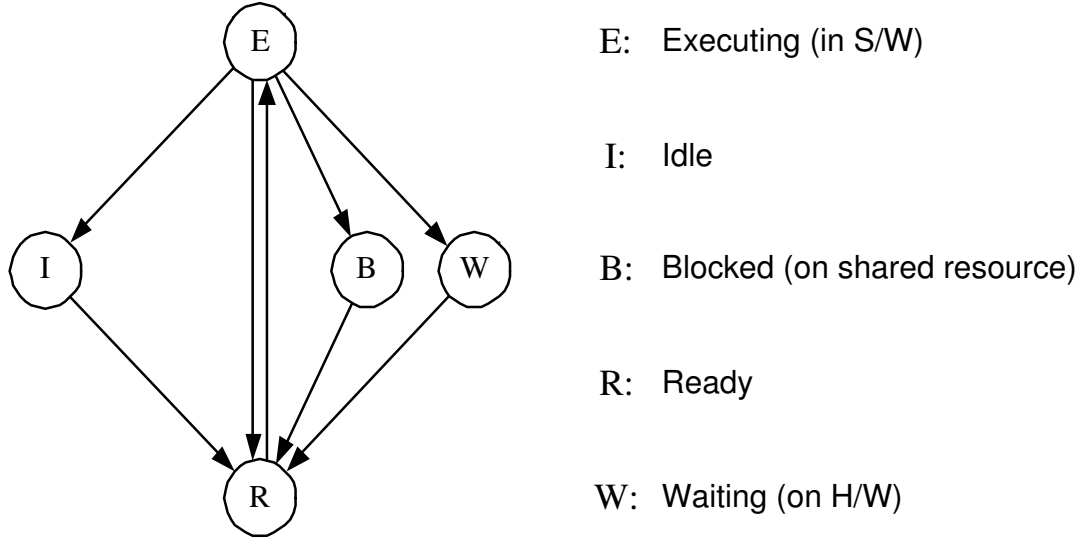 E
I
B
W
R
E: Executing (in S/W)
I: Idle
B: Blocked (on shared resource)
R: Ready
W: Waiting (on H/W)